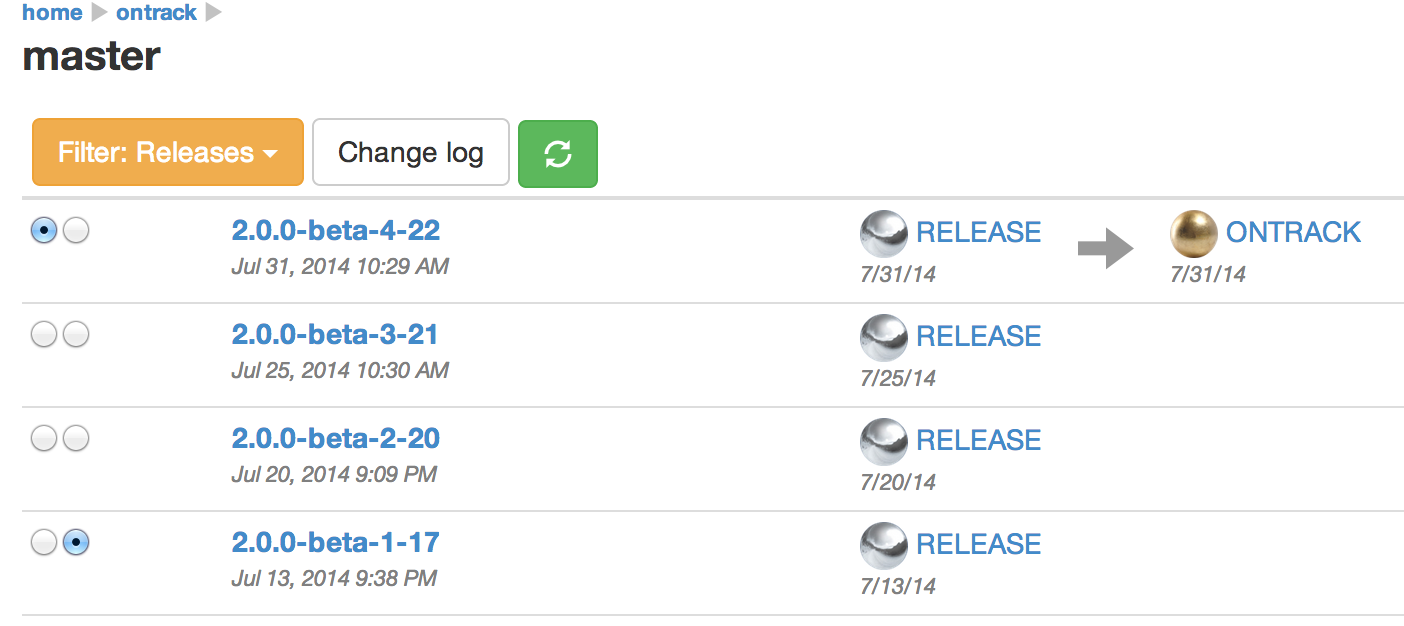 home ontrack
master
Filter: Releases Change log
2.0.0-beta-4-22 RELEASE ONTRACK
Jul 31, 2014 10:29 AM 7/31/14 7/31/14
2.0.0-beta-3-21 RELEASE
Jul 25, 2014 10:30 AM 7/25/14
2.0.0-beta-2-20 RELEASE
Jul 20, 2014 9:09 PM 7/20/14
2.0.0-beta-1-17 RELEASE
Jul 13, 2014 9:38 PM 7/13/14